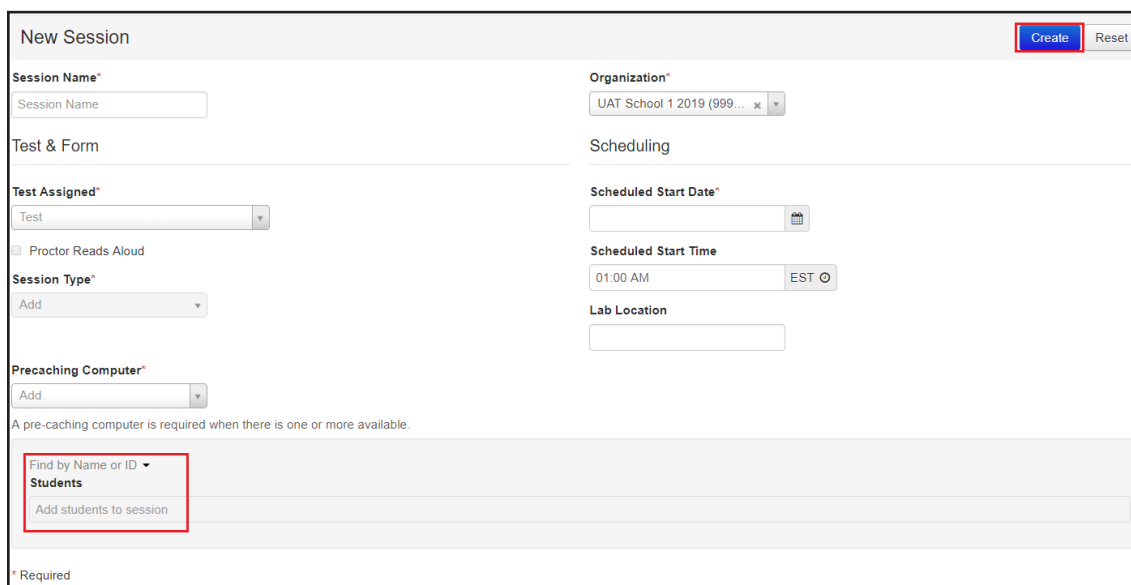 New Session
Create
Reset
Session Name*
Session Name
Organization*
UAT School 1 2019 (999...
Test & Form
Scheduling
Test Assigned*
Test
Proctor Reads Aloud
Session Type*
Add
Scheduled Start Date*
Scheduled Start Time
01:00 AM
EST
Lab Location
Precaching Computer*
Add
A pre-caching computer is required when there is one or more available.
Find by Name or ID
Students
Add students to session
* Required